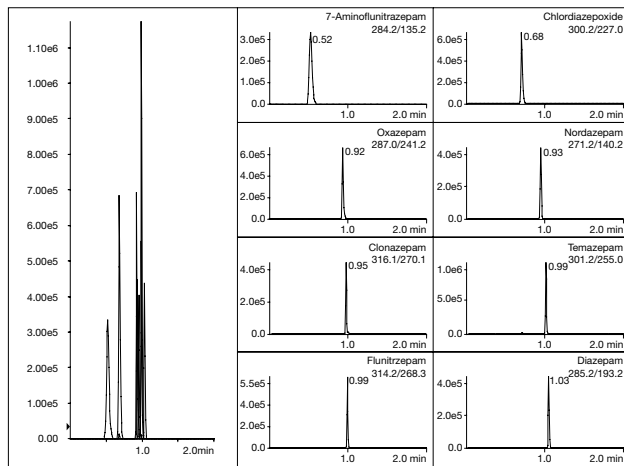 1.10e6
1.00e6
9.00e5
8.00e5
7.00e5
6.00e5
5.00e5
4.00e5
3.00e5
2.00e5
1.00e5
0.00
1.0 2.0min
7-Aminoflunitrazepam
284.2/135.2
3.0e5
0.52
2.0e5
1.0e5
0.0
1.0 2.0 min
Chlordiazepoxide
300.2/227.0
6.0e5
0.68
4.0e5
2.0e5
0.0
1.0 2.0 min
Oxazepam
287.0/241.2
6.0e5
0.92
4.0e5
2.0e5
0.0
1.0 2.0 min
Nordazepam
271.2/140.2
4.0e5
0.93
2.0e5
0.0
1.0 2.0 min
Clonazepam
316.1/270.1
4.0e5
0.95
2.0e5
0.0
1.0 2.0 min
Temazepam
301.2/255.0
1.0e6
0.99
5.0e5
0.0
1.0 2.0 min
Flunitrzepam
314.2/268.3
5.5e5
0.99
4.0e5
2.0e5
0.0
1.0 2.0 min
Diazepam
285.2/193.2
4.0e5
1.03
2.0e5
0.0
1.0 2.0 min